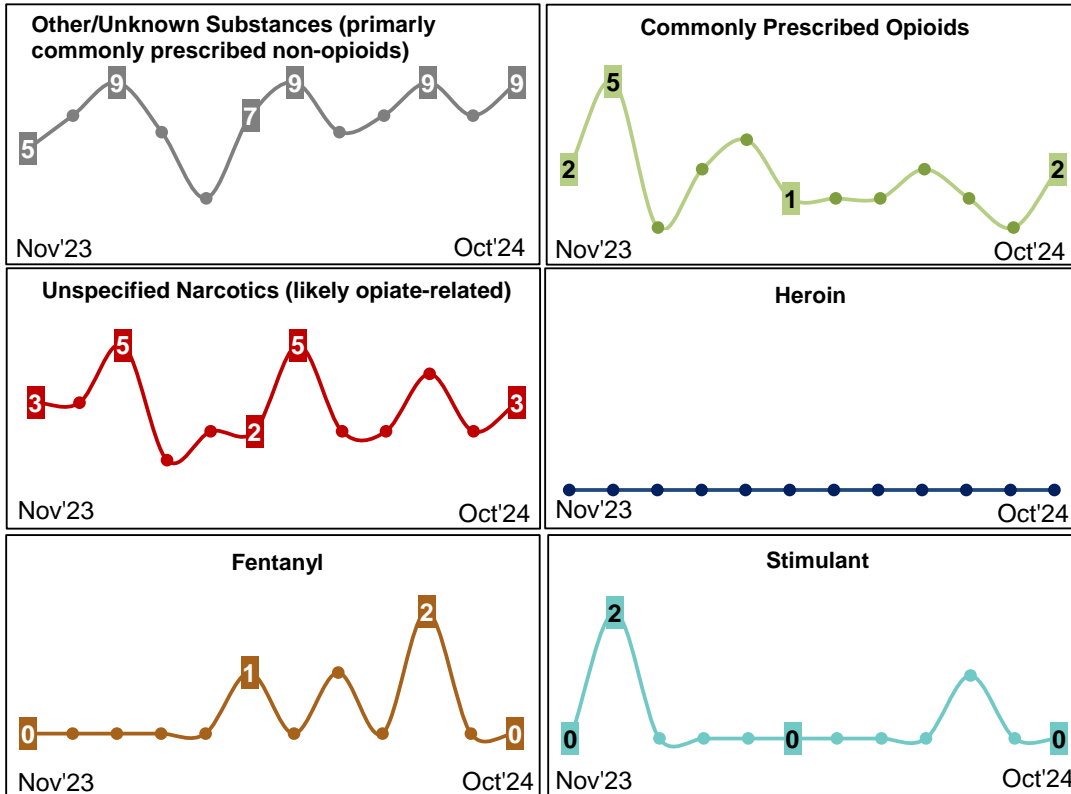 Other/Unknown Substances (primarly
commonly prescribed non-opioids)
5
9
7
9
9
9
Nov'23
Oct'24
Commonly Prescribed Opioids
2
5
1
2
Nov'23
Oct'24
Unspecified Narcotics (likely opiate-related)
3
5
2
5
3
Nov'23
Oct'24
Heroin
Nov'23
Oct'24
Fentanyl
0
1
2
0
Nov'23
Oct'24
Stimulant
0
2
0
0
Nov'23
Oct'24